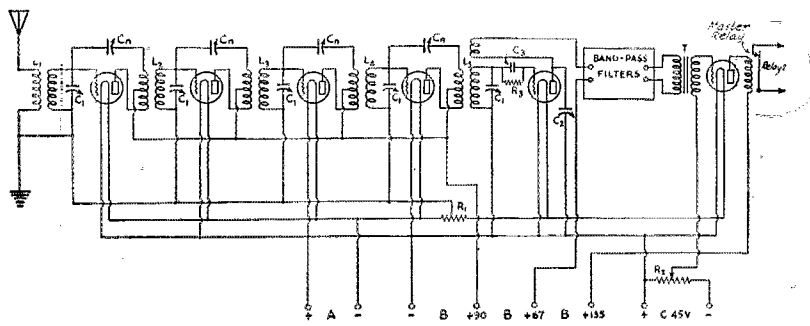 Master
Relay
Cn Cn Cn Cn
L1 L2 L3 L4 L5 C3 T Relays
BAND-PASS
FILTERS
C1 C1 C1 C1 C1 R3
C2
R1
R2
+ A - - B +90 B +67 B +135 + C 45V -